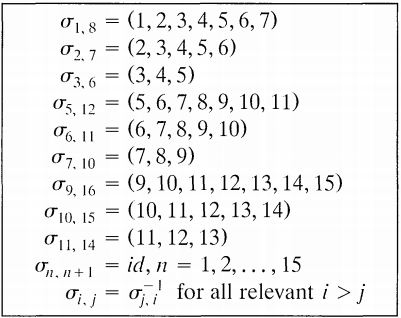 σ1, 8 = (1, 2, 3, 4, 5, 6, 7)
σ2, 7 = (2, 3, 4, 5, 6)
σ3, 6 = (3, 4, 5)
σ5, 12 = (5, 6, 7, 8, 9, 10, 11)
σ6, 11 = (6, 7, 8, 9, 10)
σ7, 10 = (7, 8, 9)
σ9, 16 = (9, 10, 11, 12, 13, 14, 15)
σ10, 15 = (10, 11, 12, 13, 14)
σ11, 14 = (11, 12, 13)
σn, n+1 = id, n = 1, 2, . . . , 15
σi, j = σj, i^−1 for all relevant i > j